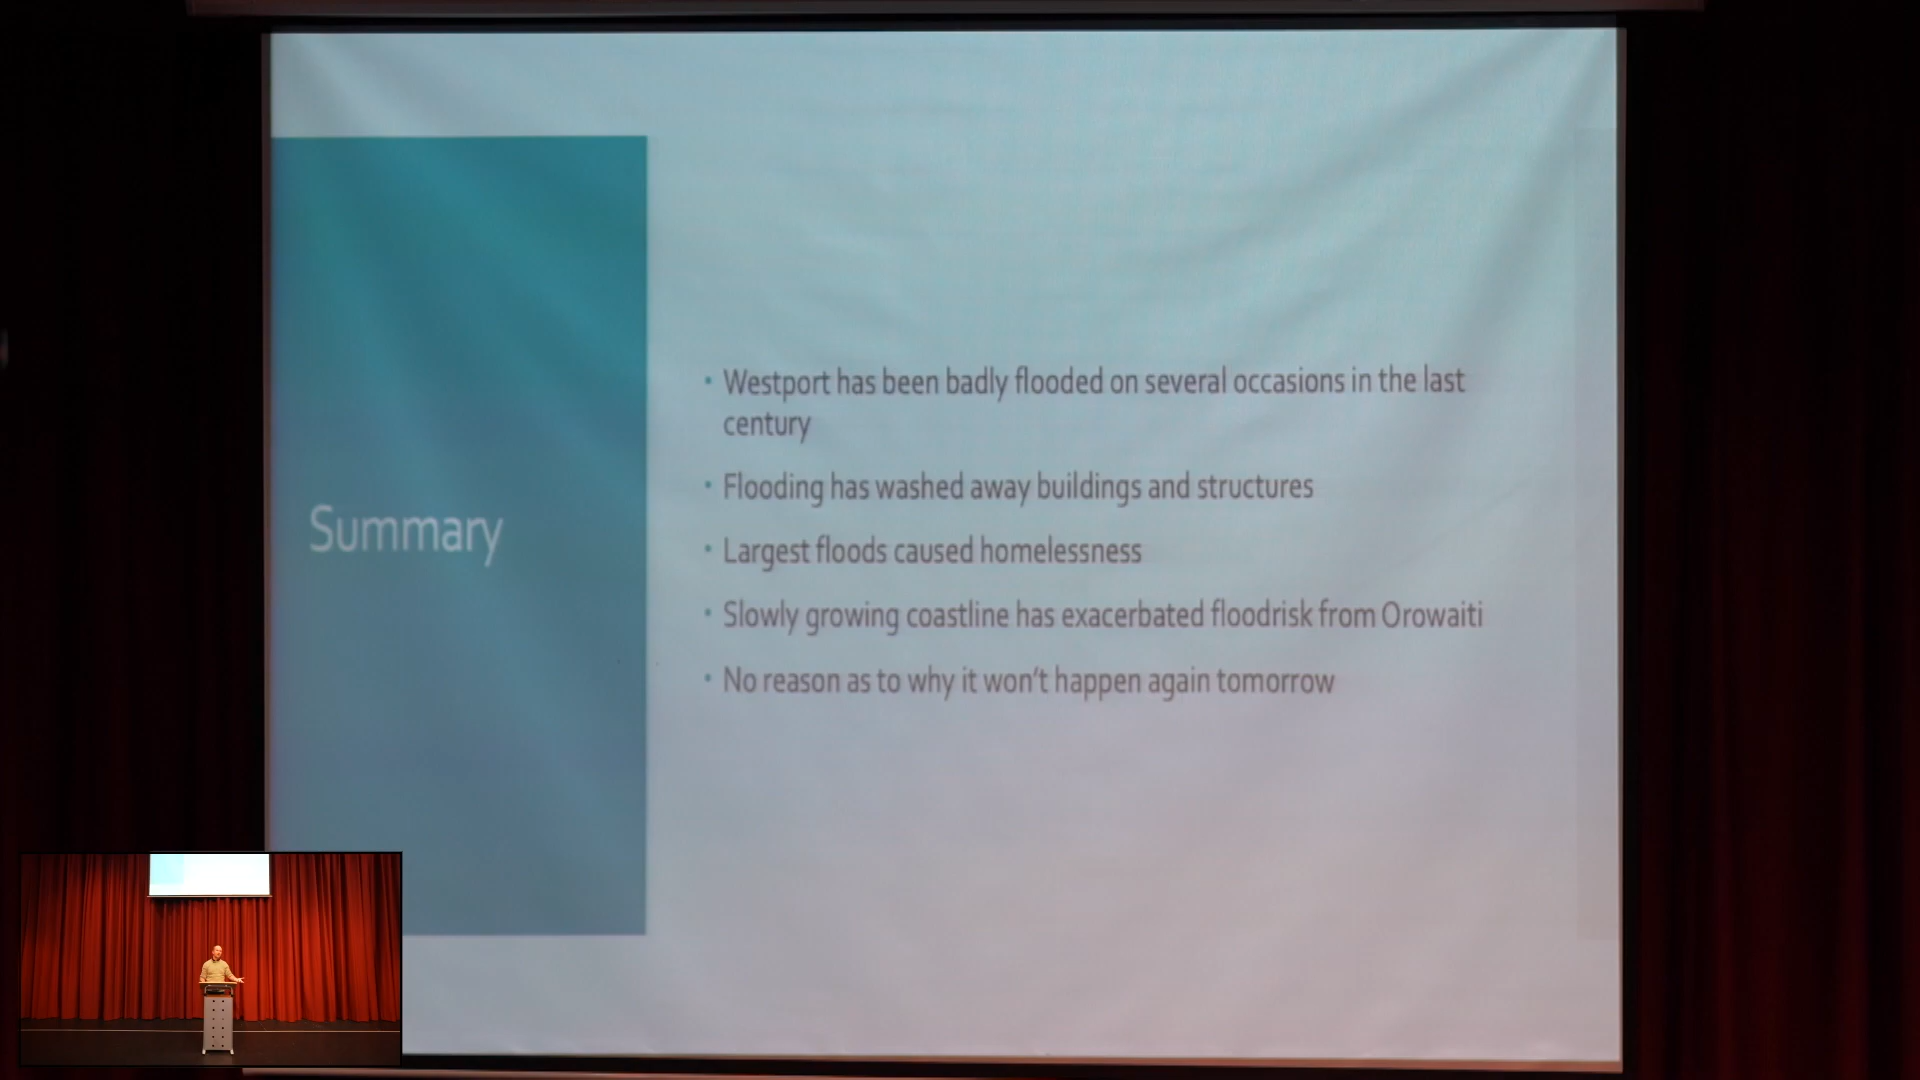 Summary
• Westport has been badly flooded on several occasions in the last
century
• Flooding has washed away buildings and structures
• Largest floods caused homelessness
• Slowly growing coastline has exacerbated floodrisk from Orowaiti
• No reason as to why it won't happen again tomorrow